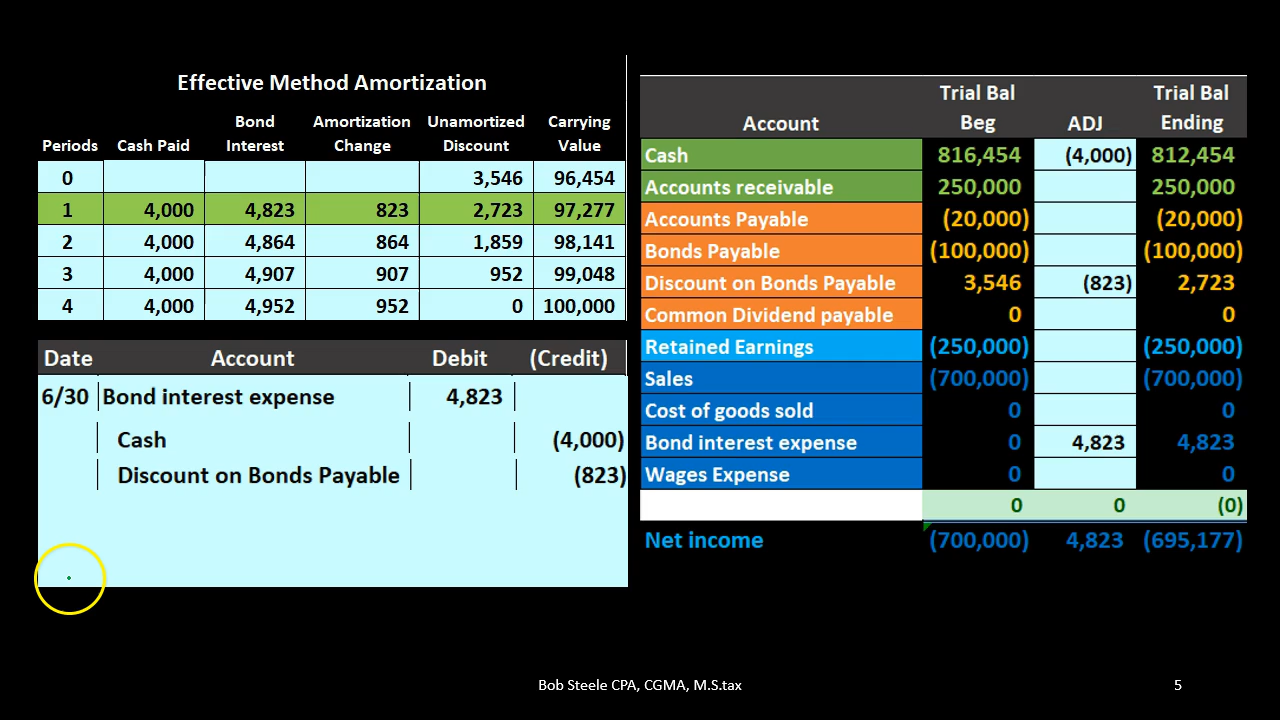 Effective Method Amortization
Periods Cash Paid Bond Interest Amortization Change Unamortized Discount Carrying Value
0 3,546 96,454
1 4,000 4,823 823 2,723 97,277
2 4,000 4,864 864 1,859 98,141
3 4,000 4,907 907 952 99,048
4 4,000 4,952 952 0 100,000
Date Account Debit (Credit)
6/30 Bond interest expense 4,823
Cash (4,000)
Discount on Bonds Payable (823)
Account Trial Bal Beg ADJ Trial Bal Ending
Cash 816,454 (4,000) 812,454
Accounts receivable 250,000 250,000
Accounts Payable (20,000) (20,000)
Bonds Payable (100,000) (100,000)
Discount on Bonds Payable 3,546 (823) 2,723
Common Dividend payable 0 0
Retained Earnings (250,000) (250,000)
Sales (700,000) (700,000)
Cost of goods sold 0 0
Bond interest expense 0 4,823 4,823
Wages Expense 0 0
0 0 (0)
Net income (700,000) 4,823 (695,177)
Bob Steele CPA, CGMA, M.S.tax
5